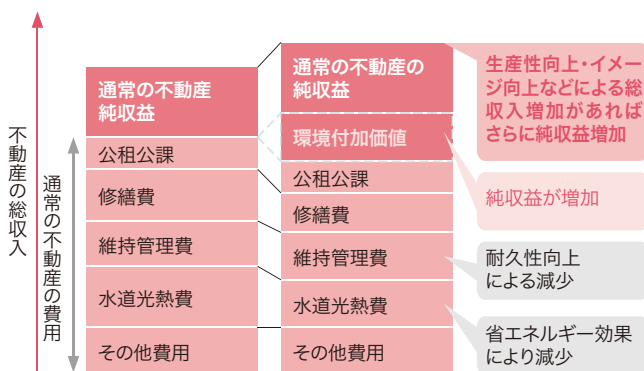 不動産の総収入
通常の不動産の費用
通常の不動産
純収益
公租公課
修繕費
維持管理費
水道光熱費
その他費用
通常の不動産の
純収益
環境付加価値
公租公課
修繕費
維持管理費
水道光熱費
その他費用
生産性向上・イメー
ジ向上などによる総
収入増加があれば
さらに純収益増加
純収益が増加
耐久性向上
による減少
省エネルギー効果
により減少